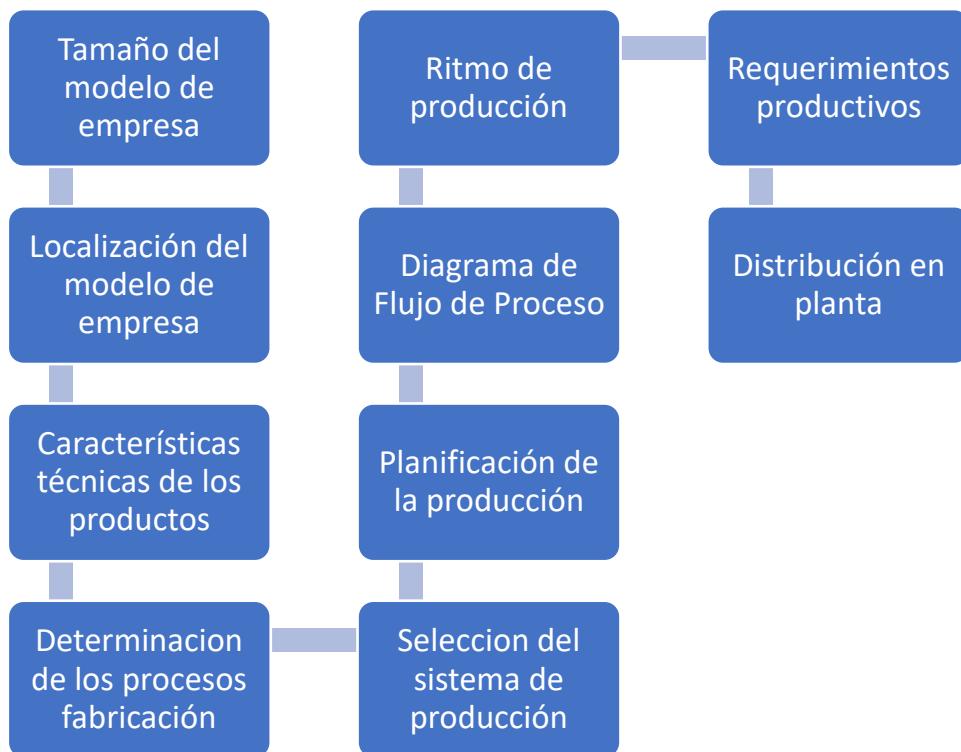 Tamaño del
modelo de
empresa
Localización del
modelo de
empresa
Características
técnicas de los
productos
Determinacion
de los procesos
fabricación
Seleccion del
sistema de
producción
Planificación de
la producción
Diagrama de
Flujo de Proceso
Ritmo de
producción
Requerimientos
productivos
Distribución en
planta